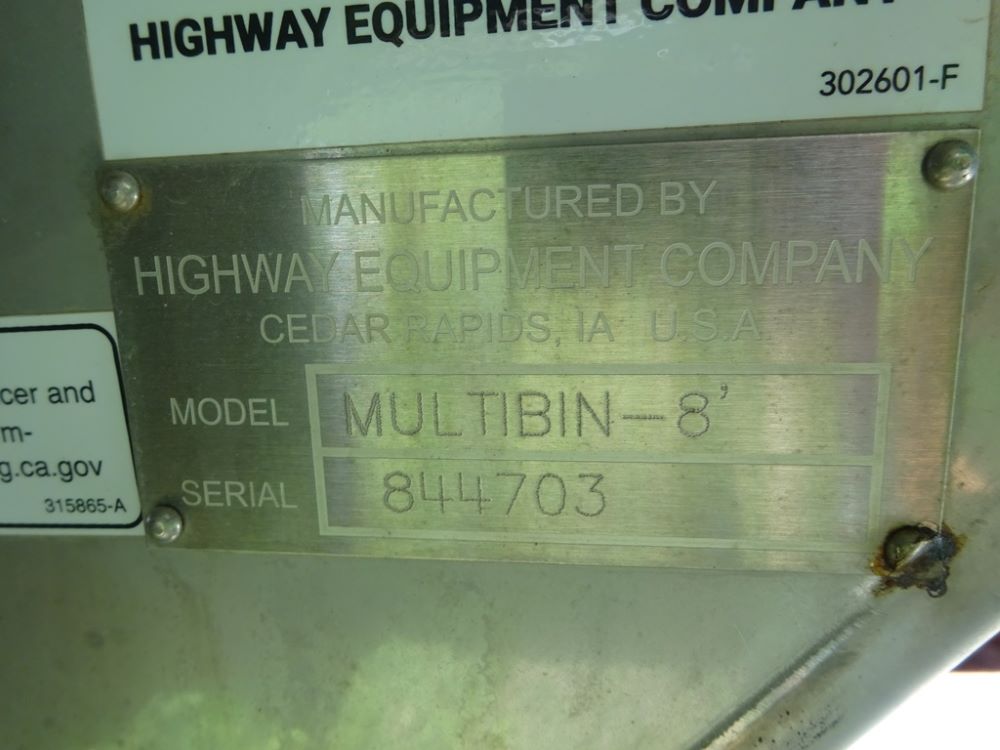 HIGHWAY EQUIPMENT COMPANY
302601-F
MANUFACTURED BY
HIGHWAY EQUIPMENT COMPANY
CEDAR RAPIDS, IA U.S.A.
MODEL MULTIBIN-8'
SERIAL 844703
cer and
m-
g.ca.gov
315865-A